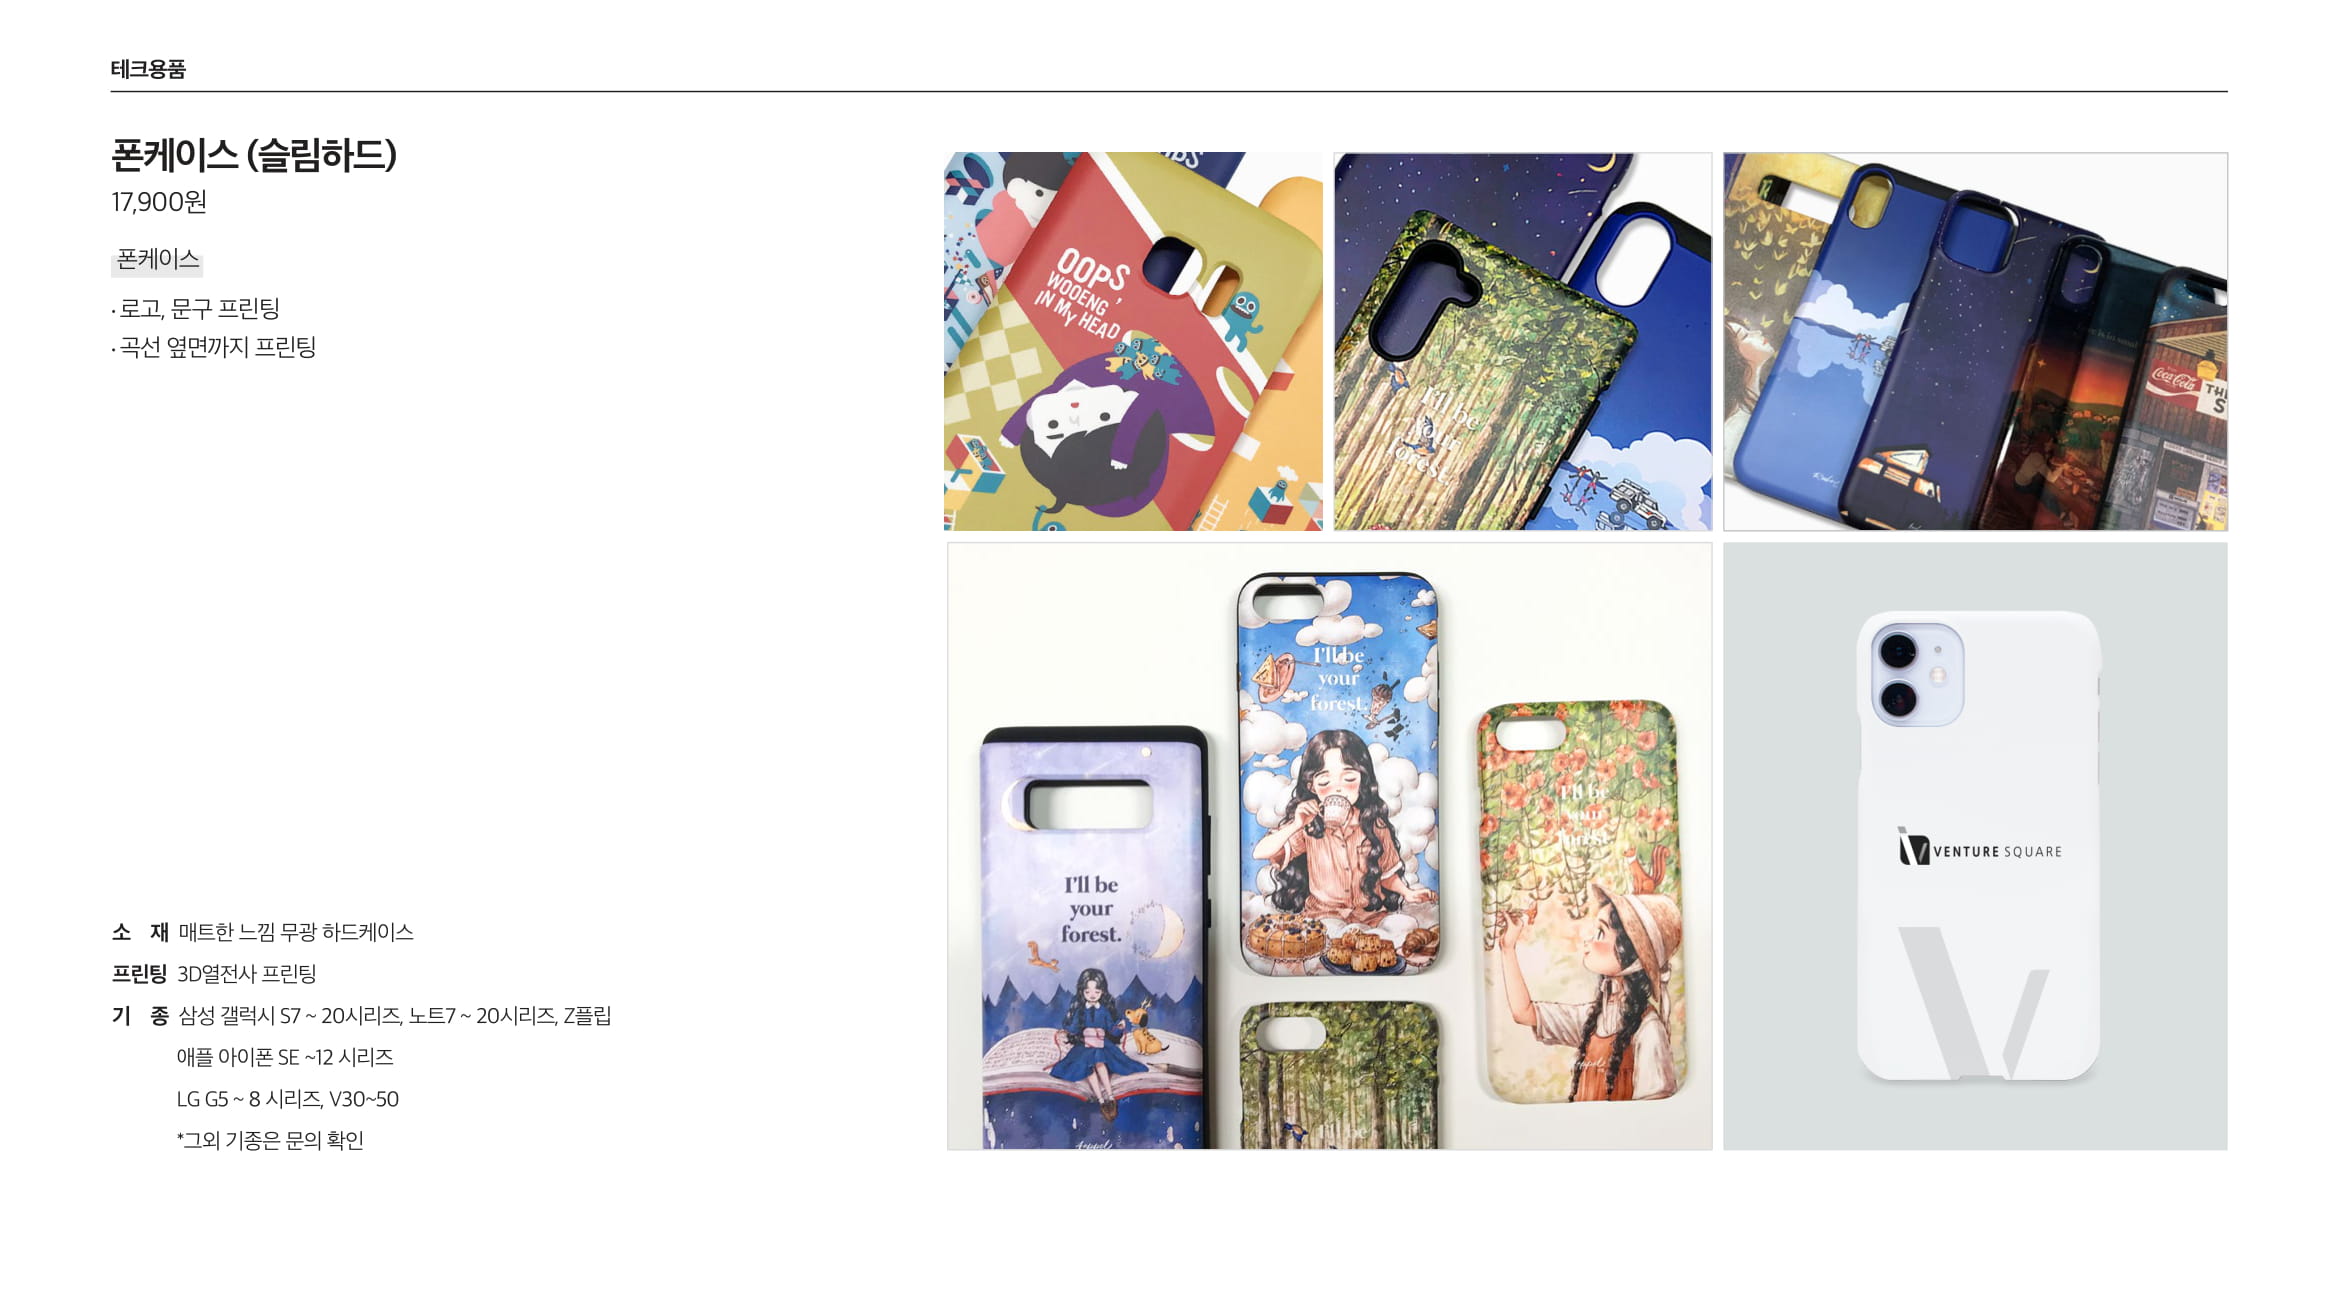 테크용품
폰케이스 (슬림하드)
17,900원
폰케이스
· 로고, 문구 프린팅
· 곡선 옆면까지 프린팅
소 재 매트한 느낌 무광 하드케이스
프린팅 3D열전사 프린팅
기 종 삼성 갤럭시 S7 ~ 20시리즈, 노트7 ~ 20시리즈, Z플립
애플 아이폰 SE ~12 시리즈
LG G5 ~ 8 시리즈, V30~50
*그외 기종은 문의 확인
OOPS,
WOOENG
IN MY HEAD
I'll be
your
forest.
Coca-Cola
TH
S
I'll be
your
forest.
I'll be
your
forest.
I'll be
your
forest.
Aeppol
VENTURE SQUARE